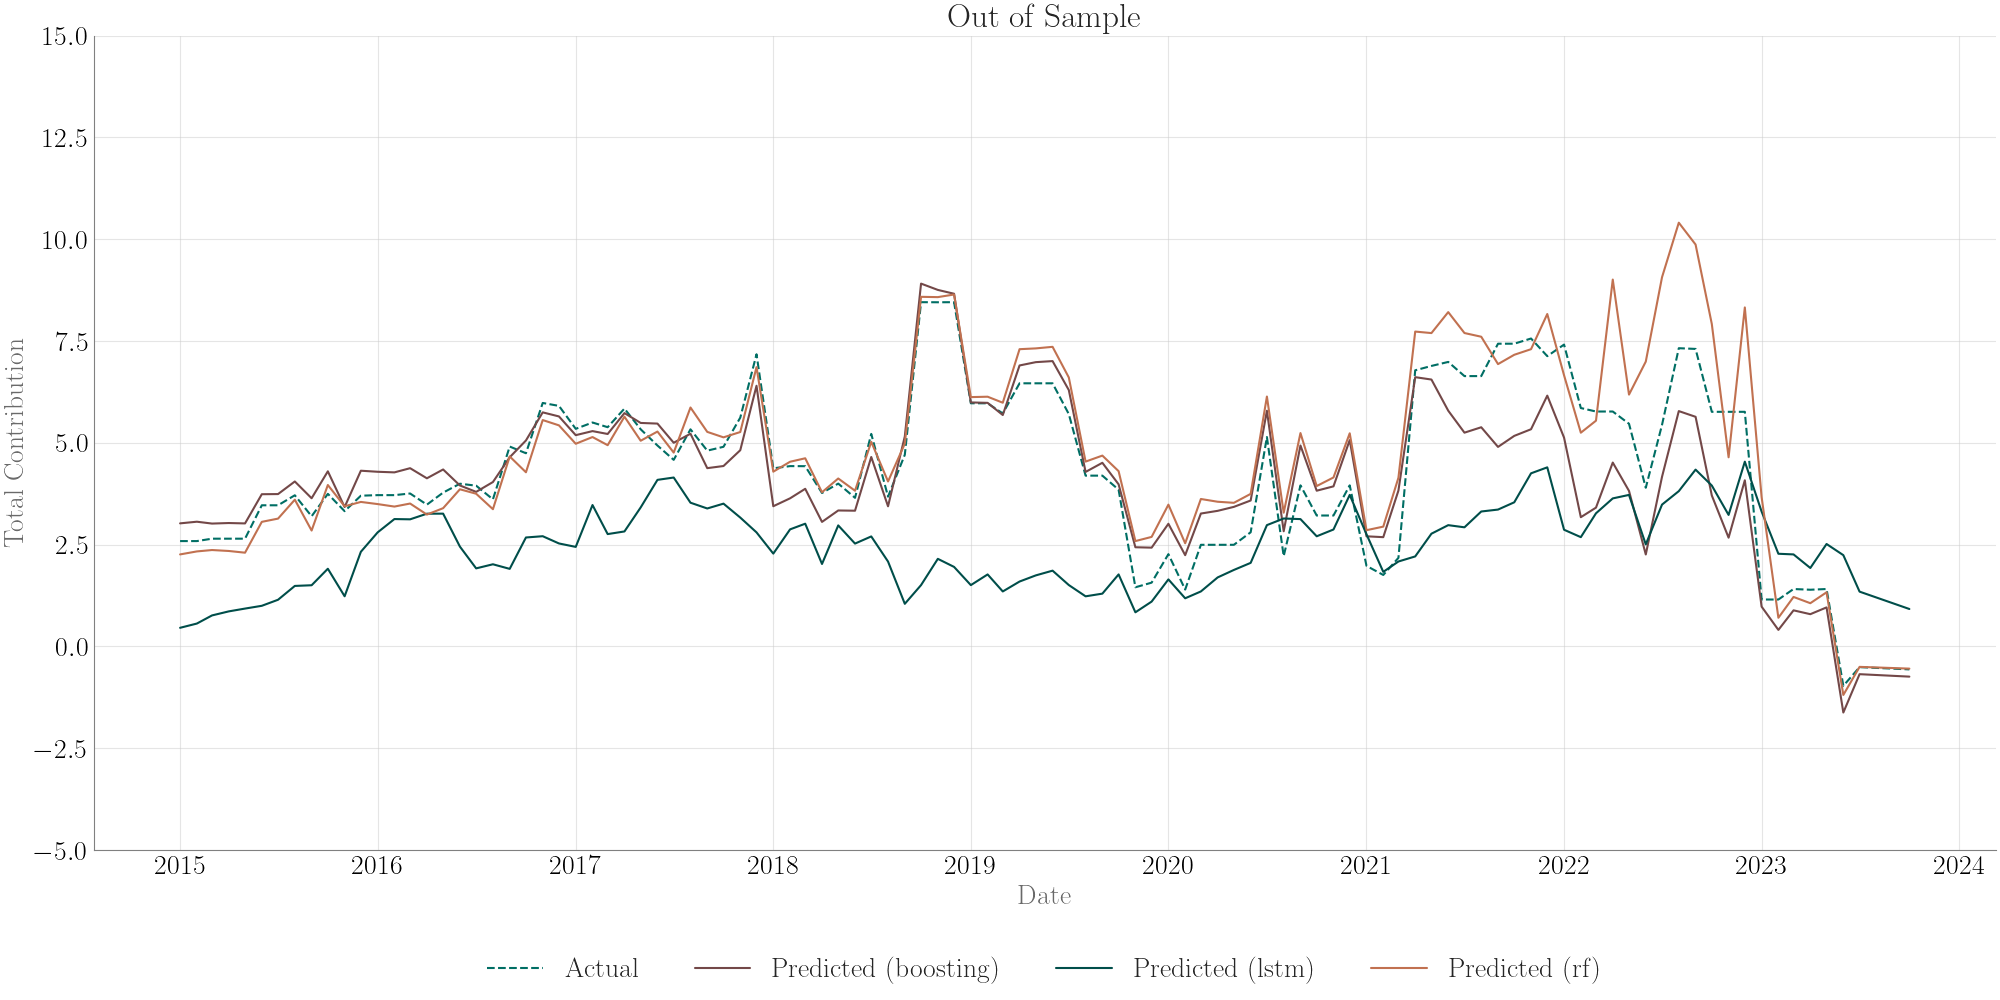 Out of Sample
15.0
12.5
10.0
7.5
5.0
2.5
0.0
−2.5
−5.0
Total Contribution
2015 2016 2017 2018 2019 2020 2021 2022 2023 2024
Date
Actual Predicted (boosting) Predicted (lstm) Predicted (rf)